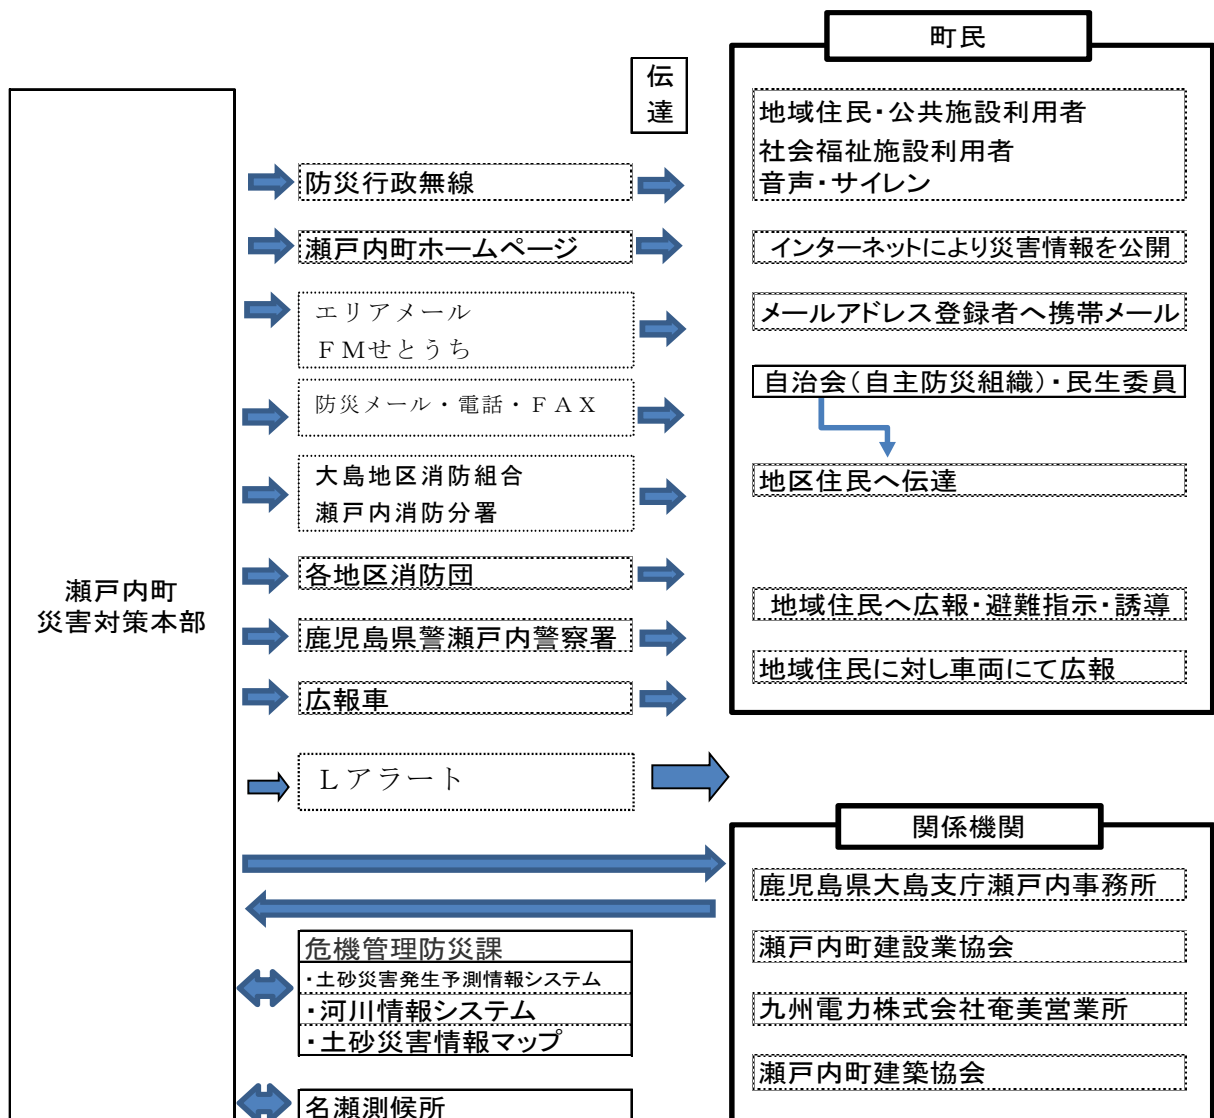 瀬戸内町
災害対策本部
伝
達
防災行政無線
瀬戸内町ホームページ
エリアメール
ＦＭせとうち
防災メール・電話・ＦＡＸ
大島地区消防組合
瀬戸内消防分署
各地区消防団
鹿児島県警瀬戸内警察署
広報車
Ｌアラート
危機管理防災課
・土砂災害発生予測情報システム
・河川情報システム
・土砂災害情報マップ
名瀬測候所
町民
地域住民・公共施設利用者
社会福祉施設利用者
音声・サイレン
インターネットにより災害情報を公開
メールアドレス登録者へ携帯メール
自治会（自主防災組織）・民生委員
地区住民へ伝達
地域住民へ広報・避難指示・誘導
地域住民に対し車両にて広報
関係機関
鹿児島県大島支庁瀬戸内事務所
瀬戸内町建設業協会
九州電力株式会社奄美営業所
瀬戸内町建築協会